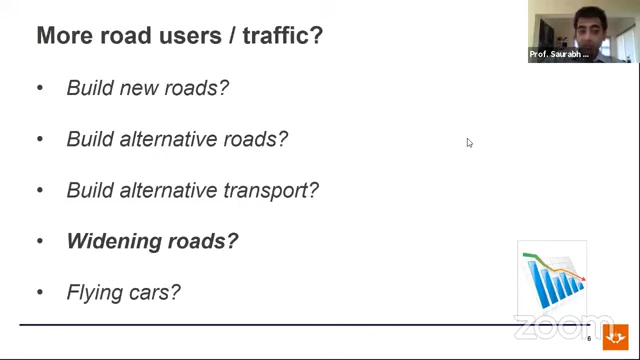 More road users / traffic?
Prof. Saurabh ...
• Build new roads?
• Build alternative roads?
• Build alternative transport?
• Widening roads?
• Flying cars?
zoom
6